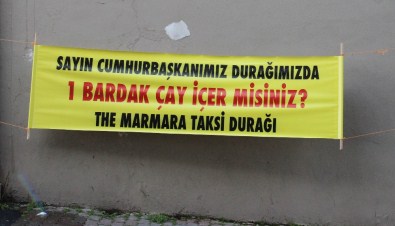 SAYIN CUMHURBAŞKANIMIZ DURAĞIMIZDA
1 BARDAK ÇAY İÇER MİSİNİZ?
THE MARMARA TAKSİ DURAĞI